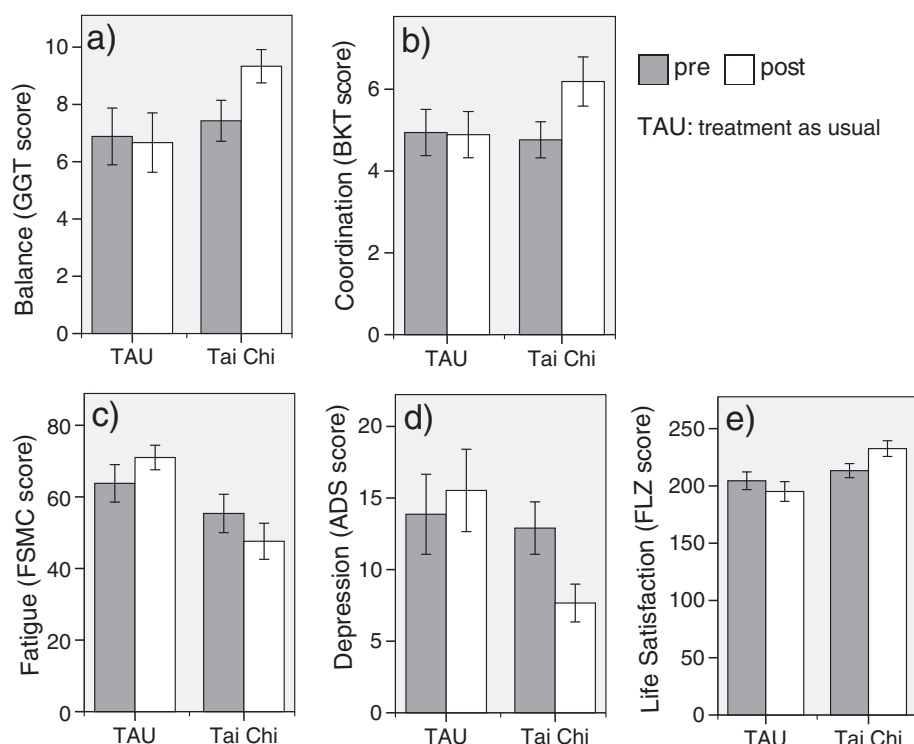 a)
Balance (GGT score)
10
8
6
4
2
0
TAU
Tai Chi
b)
Coordination (BKT score)
6
4
2
0
TAU
Tai Chi
pre
post
TAU: treatment as usual
c)
Fatigue (FSMC score)
80
60
40
20
0
TAU
Tai Chi
d)
Depression (ADS score)
20
15
10
5
0
TAU
Tai Chi
e)
Life Satisfaction (FLZ score)
250
200
150
100
50
0
TAU
Tai Chi